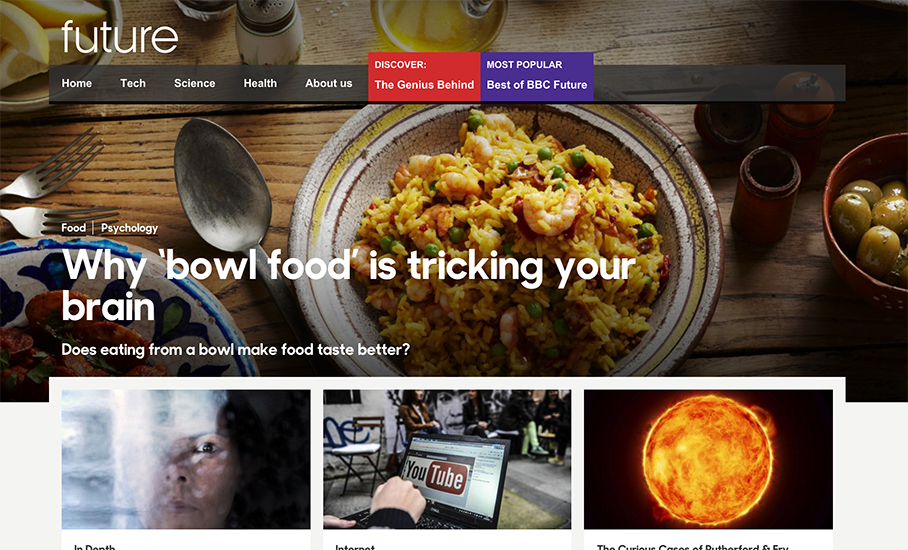 future
Home Tech Science Health About us
DISCOVER:
The Genius Behind
MOST POPULAR
Best of BBC Future
Food | Psychology
Why ‘bowl food’ is tricking your
brain
Does eating from a bowl make food taste better?
You Tube
In Depth
Internet
The Curious Cases of Rutherford & Fry